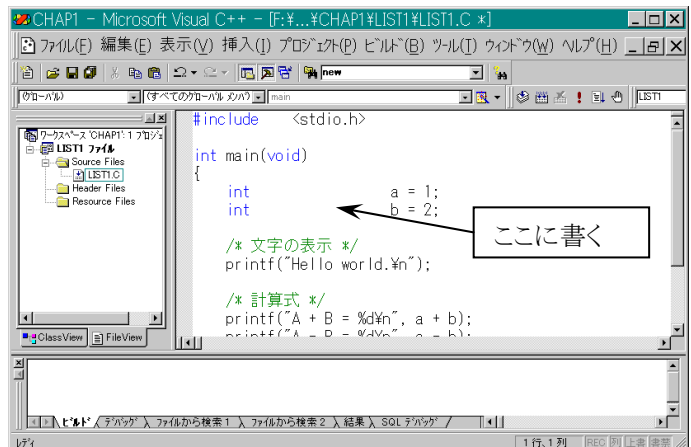 CHAP1 - Microsoft Visual C++ - [F:¥...¥CHAP1¥LIST1¥LIST1.C *]
ﾌｧｲﾙ(F) 編集(E) 表示(V) 挿入(I) ﾌﾟﾛｼﾞｪｸﾄ(P) ﾋﾞﾙﾄﾞ(B) ﾂｰﾙ(T) ｳｨﾝﾄﾞｳ(W) ﾍﾙﾌﾟ(H)
new
(ｸﾞﾛｰﾊﾞﾙ) (すべてのｸﾞﾛｰﾊﾞﾙ ﾒﾝﾊﾞ) main LIST1
ﾜｰｸｽﾍﾟｰｽ 'CHAP1': 1 ﾌﾟﾛｼﾞｪ
LIST1 ﾌｧｲﾙ
Source Files
LIST1.C
Header Files
Resource Files
ClassView FileView
#include <stdio.h>
int main(void)
{
int a = 1;
int b = 2;
/* 文字の表示 */
printf("Hello world.¥n");
/* 計算式 */
printf("A + B = %d¥n", a + b);
printf("A - B = %d¥n", a - b);
ここに書く
ﾋﾞﾙﾄﾞ ﾃﾞﾊﾞｯｸﾞ ﾌｧｲﾙから検索 1 ﾌｧｲﾙから検索 2 結果 SQL ﾃﾞﾊﾞｯｸﾞ
ﾚﾃﾞｨ 1 行、1 列 REC 列 上書 書禁